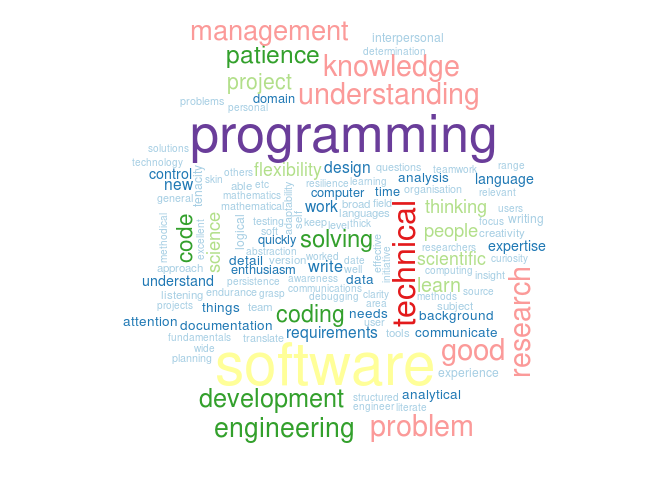 management
interpersonal
patience
determination
knowledge
project
understanding
problems
domain
personal
programming
solutions
technology
control
new
skin
others
flexibility
design
questions
teamwork
range
general
tenacity
able
etc
resilience
learning
computer
time
analysis
organisation
language
relevant
mathematics
mathematical
adaptability
self
work
broad
field
languages
technical
thinking
users
focus
writing
methodical
code
excellent
science
logical
testing
soft
keep
level
thick
people
creativity
quickly
solving
abstraction
detail
version
worked
date
effective
initiative
researchers
expertise
scientific
curiosity
approach
enthusiasm
write
well
computing
insight
understand
persistence
awareness
data
learn
source
communications
listening
endurance
grasp
debugging
clarity
methods
research
projects
things
team
area
subject
attention
documentation
coding
needs
background
user
requirements
tools
communicate
fundamentals
translate
wide
planning
software
good
experience
development
structured
analytical
engineer
literate
engineering
problem